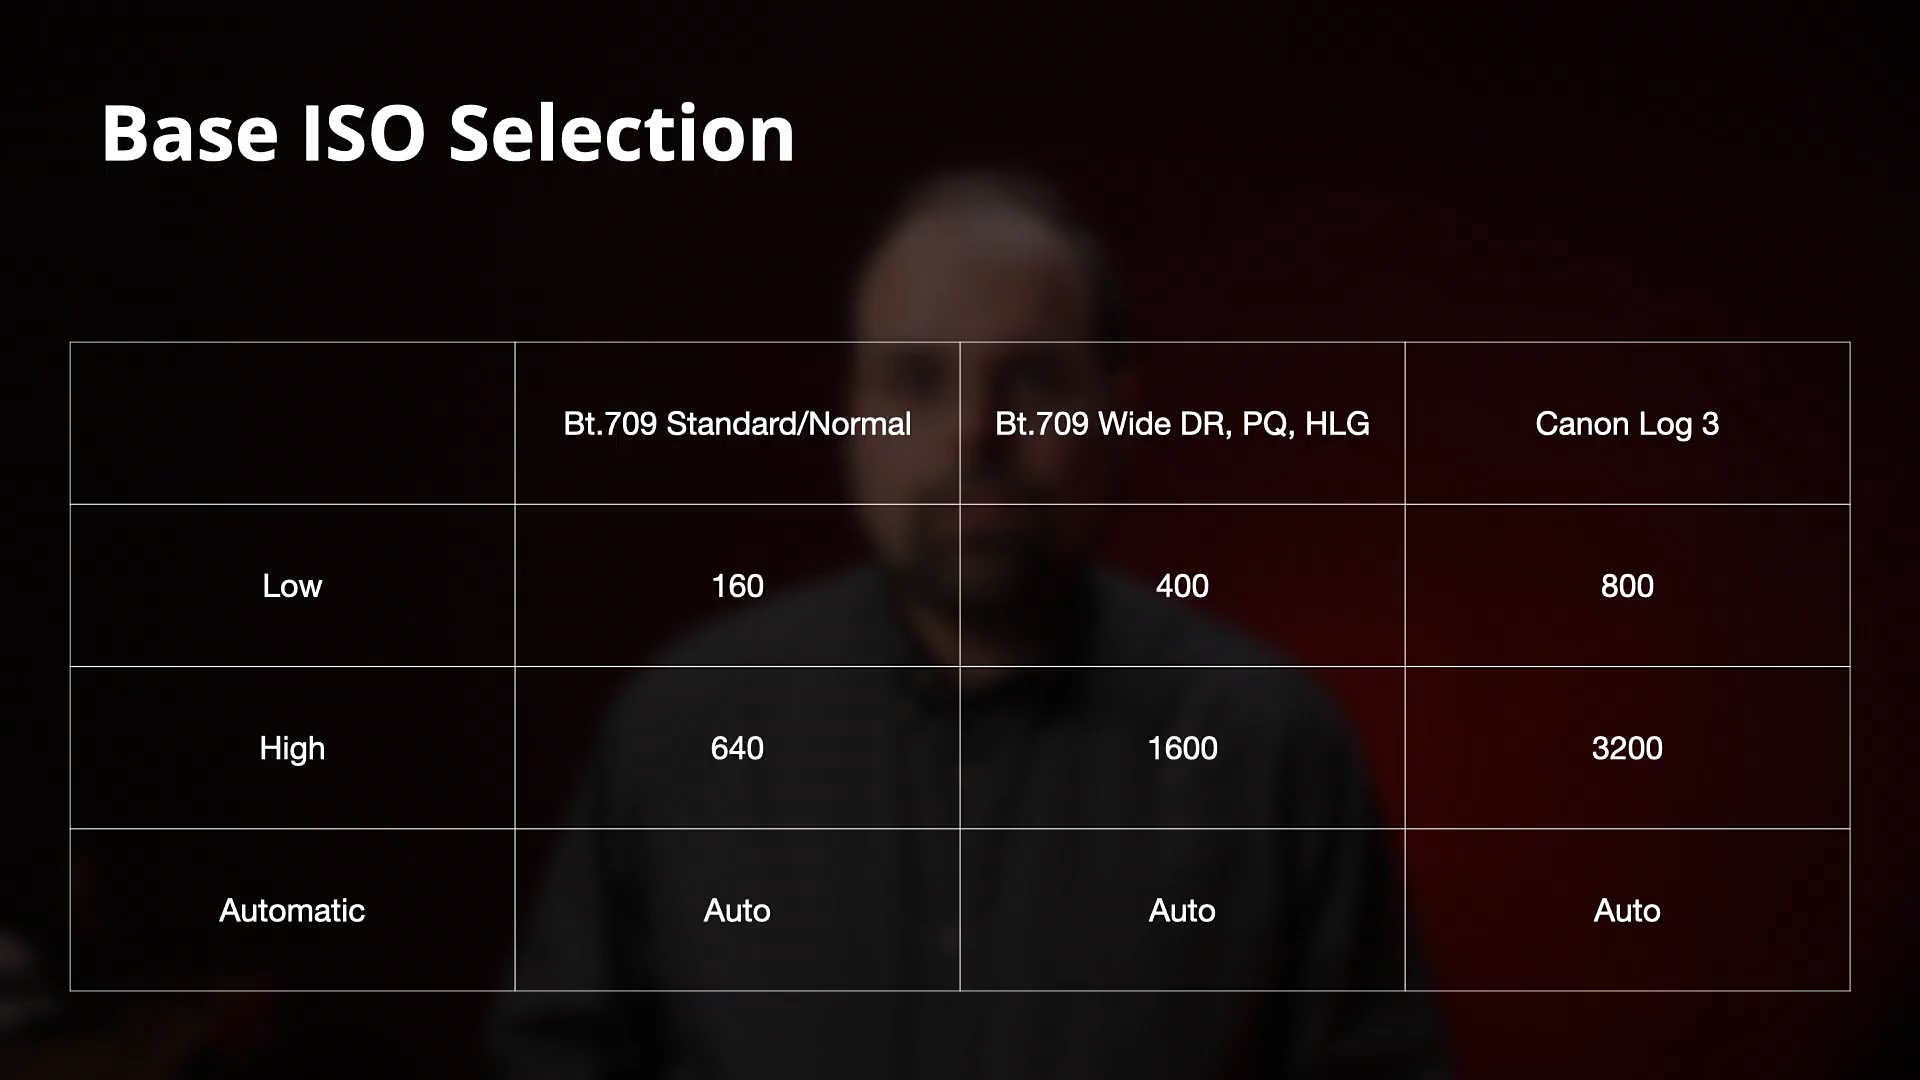 Base ISO Selection
Bt.709 Standard/Normal Bt.709 Wide DR, PQ, HLG Canon Log 3
Low 160 400 800
High 640 1600 3200
Automatic Auto Auto Auto